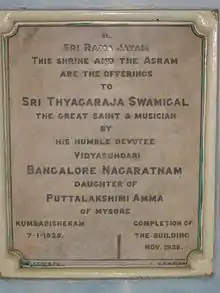 SRI RAMA JAYAM
THIS SHRINE AND THE ASRAM
ARE THE OFFERINGS
TO
SRI THYAGARAJA SWAMIGAL
THE GREAT SAINT & MUSICIAN
BY
HIS HUMBLE DEVOTEE
VIDYASUNDARI
BANGALORE NAGARATNAM
DAUGHTER OF
PUTTALAKSHMI AMMA
OF MYSORE
KUMBABISHEKAM COMPLETION OF
7-1-1925. THE BUILDING
NOV. 1938.